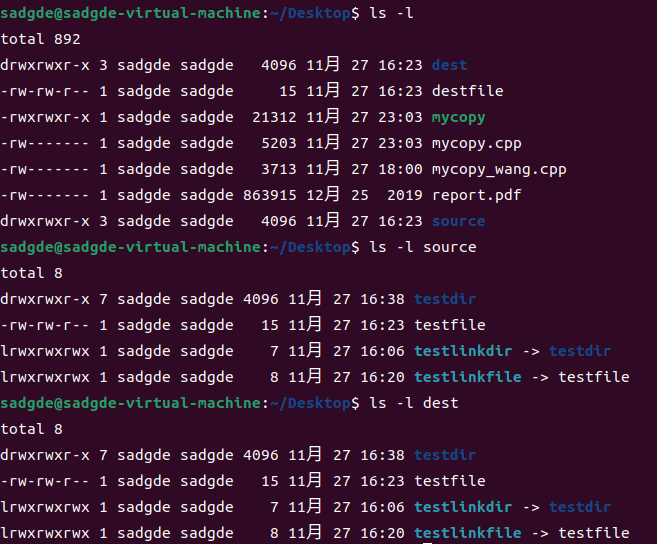 sadgde@sadgde-virtual-machine:~/Desktop$ ls -l
total 892
drwxrwxr-x 3 sadgde sadgde   4096 11月 27 16:23 dest
-rw-rw-r-- 1 sadgde sadgde     15 11月 27 16:23 destfile
-rwxrwxr-x 1 sadgde sadgde  21312 11月 27 23:03 mycopy
-rw------- 1 sadgde sadgde   5203 11月 27 23:03 mycopy.cpp
-rw------- 1 sadgde sadgde   3713 11月 27 18:00 mycopy_wang.cpp
-rw-rw-r-- 1 sadgde sadgde 863915 12月 25  2019 report.pdf
drwxrwxr-x 3 sadgde sadgde   4096 11月 27 16:23 source
sadgde@sadgde-virtual-machine:~/Desktop$ ls -l source
total 8
drwxrwxr-x 7 sadgde sadgde 4096 11月 27 16:38 testdir
-rw-rw-r-- 1 sadgde sadgde   15 11月 27 16:23 testfile
lrwxrwxrwx 1 sadgde sadgde    7 11月 27 16:06 testlinkdir -> testdir
lrwxrwxrwx 1 sadgde sadgde    8 11月 27 16:20 testlinkfile -> testfile
sadgde@sadgde-virtual-machine:~/Desktop$ ls -l dest
total 8
drwxrwxr-x 7 sadgde sadgde 4096 11月 27 16:38 testdir
-rw-rw-r-- 1 sadgde sadgde   15 11月 27 16:23 testfile
lrwxrwxrwx 1 sadgde sadgde    7 11月 27 16:06 testlinkdir -> testdir
lrwxrwxrwx 1 sadgde sadgde    8 11月 27 16:20 testlinkfile -> testfile